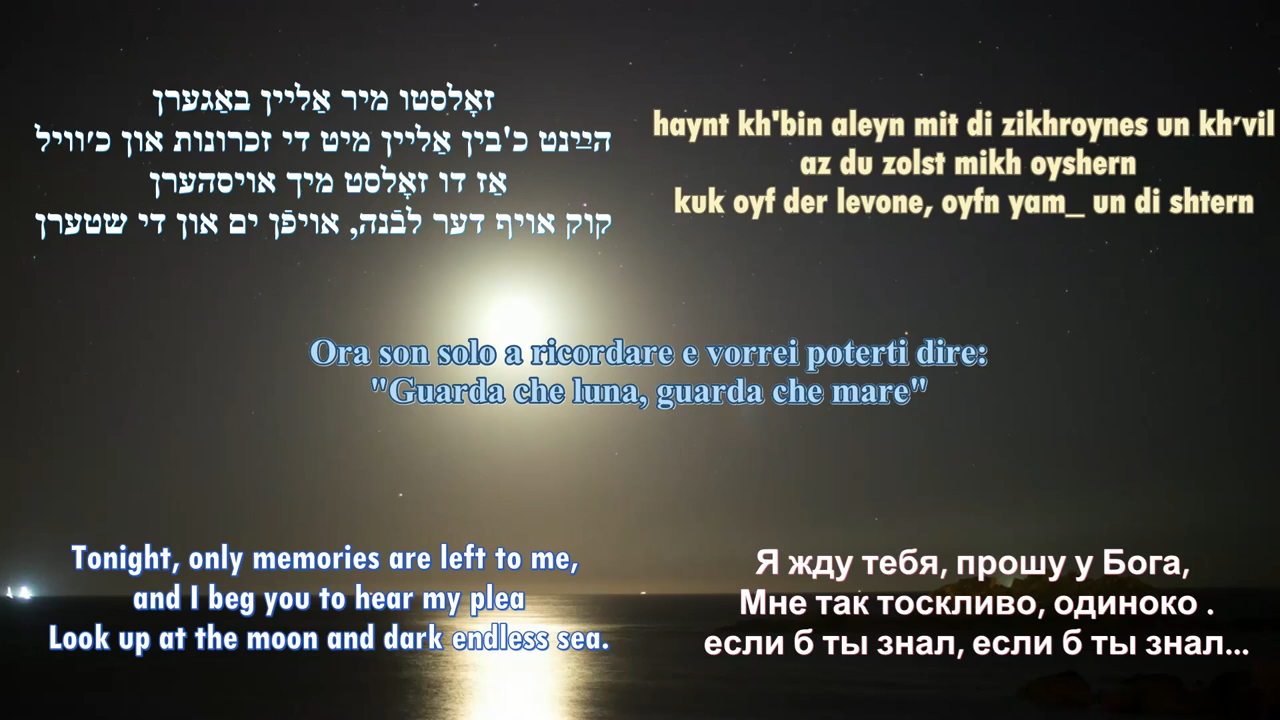 זאָלסטו מיר אַליין באַגערן
הײַנט כ'בין אַליין מיט די זכרונות און כ׳וויל
אַז דו זאָלסט מיך אויסהערן
קוק אויף דער לבֿנה, אויפֿן ים און די שטערן
haynt kh'bin aleyn mit di zikhroynes un kh׳vil
az du zolst mikh oyshern
kuk oyf der levone, oyfn yam_ un di shtern
Ora son solo a ricordare e vorrei poterti dire:
"Guarda che luna, guarda che mare"
Tonight, only memories are left to me,
and I beg you to hear my plea
Look up at the moon and dark endless sea.
Я жду тебя, прошу у Бога,
Мне так тоскливо, одиноко .
если б ты знал, если б ты знал...